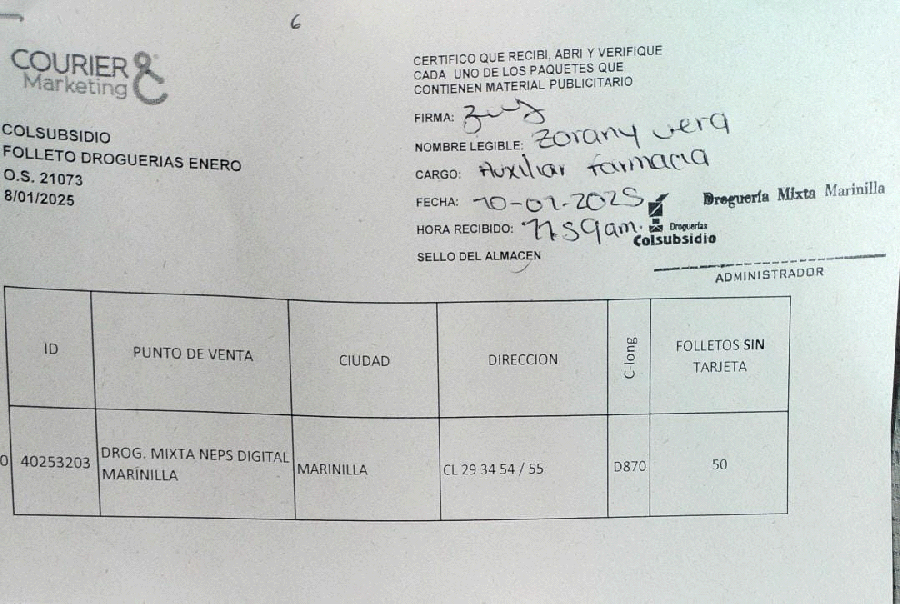 6
COURIER
Marketing
COLSUBSIDIO
FOLLETO DROGUERIAS ENERO
O.S. 21073
8/01/2025
CERTIFICO QUE RECIBI, ABRI Y VERIFIQUE
CADA UNO DE LOS PAQUETES QUE
CONTIENEN MATERIAL PUBLICITARIO
FIRMA:
NOMBRE LEGIBLE: Zorany vera
CARGO: Auxiliar farmacia
FECHA: 10-01-2025
HORA RECIBIDO: 11:59am.
SELLO DEL ALMACEN
Droguería Mixta Marinilla
Droguerías
Colsubsidio
ADMINISTRADOR
ID PUNTO DE VENTA CIUDAD DIRECCION C-long FOLLETOS SIN
TARJETA
0 40253203 DROG. MIXTA NEPS DIGITAL
MARINILLA MARINILLA CL 29 34 54 / 55 D870 50